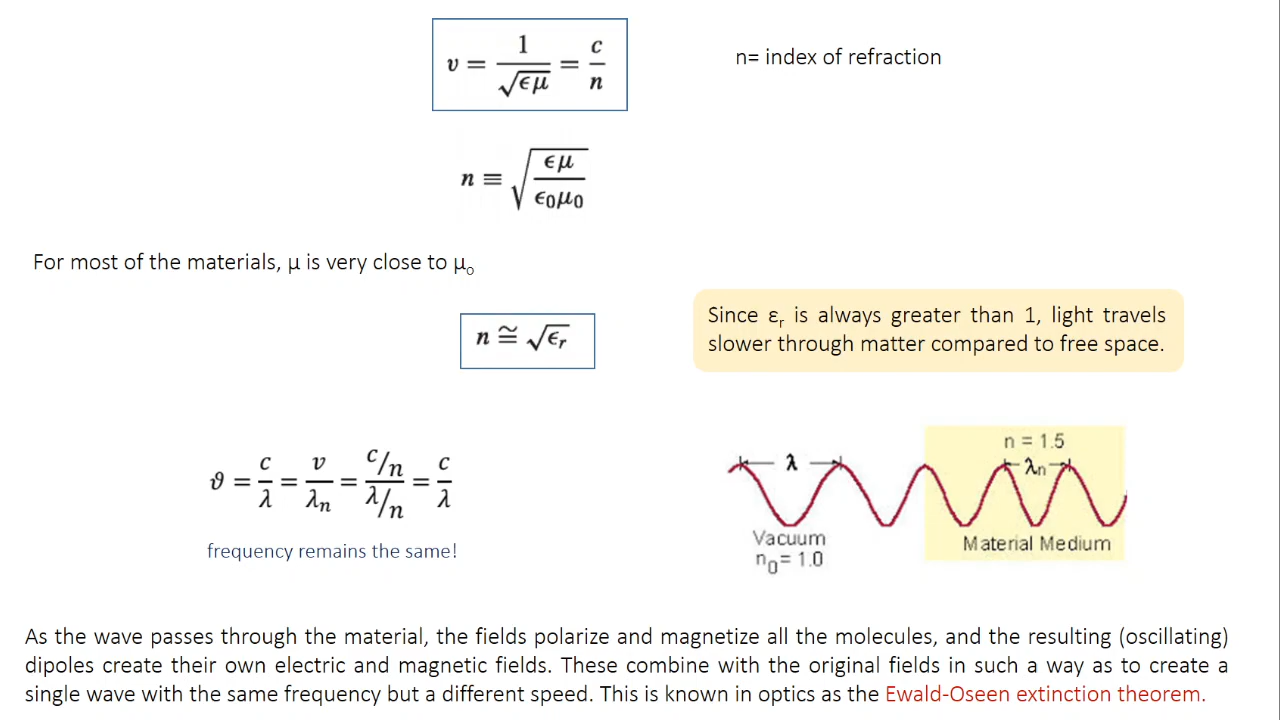 v = 1/√ϵμ = c/n
n= index of refraction
n ≡ √(ϵμ/ϵ₀μ₀)
For most of the materials, μ is very close to μₒ
n ≅ √ϵᵣ
Since εᵣ is always greater than 1, light travels
slower through matter compared to free space.
ϑ = c/λ = v/λn = (c/n)/(λ/n) = c/λ
frequency remains the same!
n = 1.5
λ
λn
Vacuum
n₀= 1.0
Material Medium
As the wave passes through the material, the fields polarize and magnetize all the molecules, and the resulting (oscillating)
dipoles create their own electric and magnetic fields. These combine with the original fields in such a way as to create a
single wave with the same frequency but a different speed. This is known in optics as the Ewald-Oseen extinction theorem.